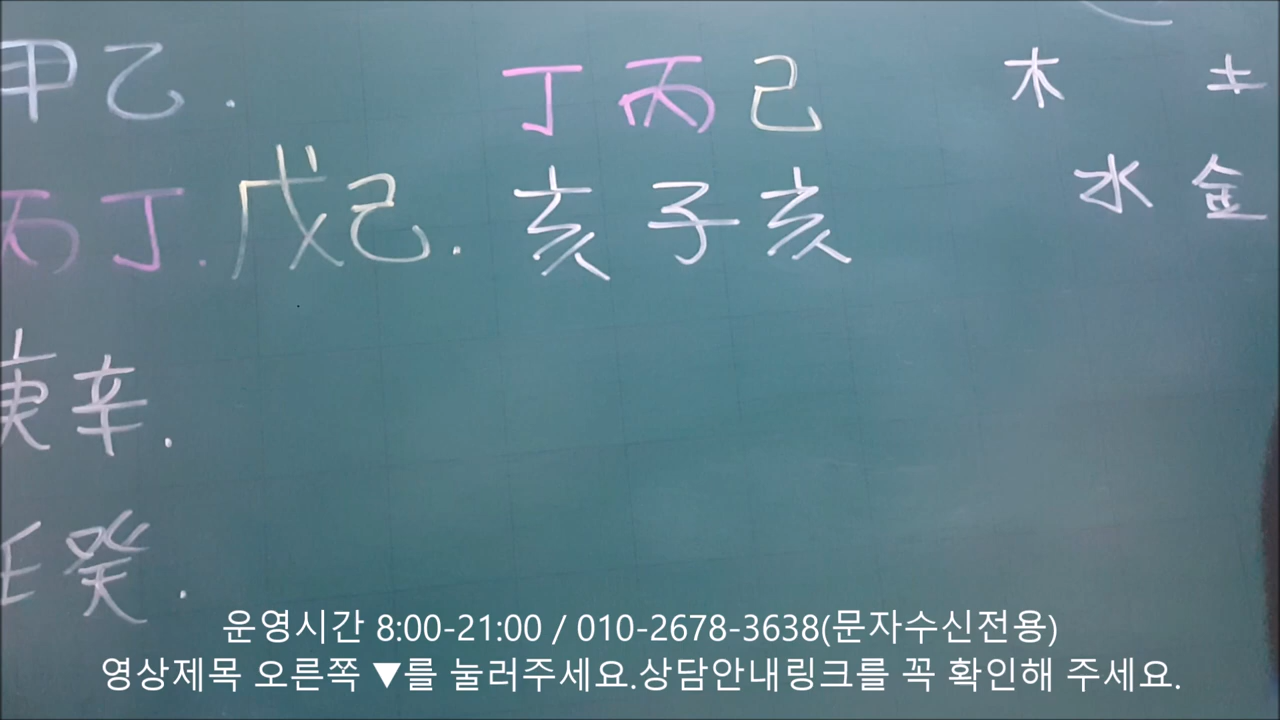 甲乙. 丁丙己 木 土
丙丁. 戊己. 亥子亥 水 金
庚辛.
壬癸.
운영시간 8:00-21:00 / 010-2678-3638(문자수신전용)
영상제목 오른쪽 ▼를 눌러주세요.상담안내링크를 꼭 확인해 주세요.